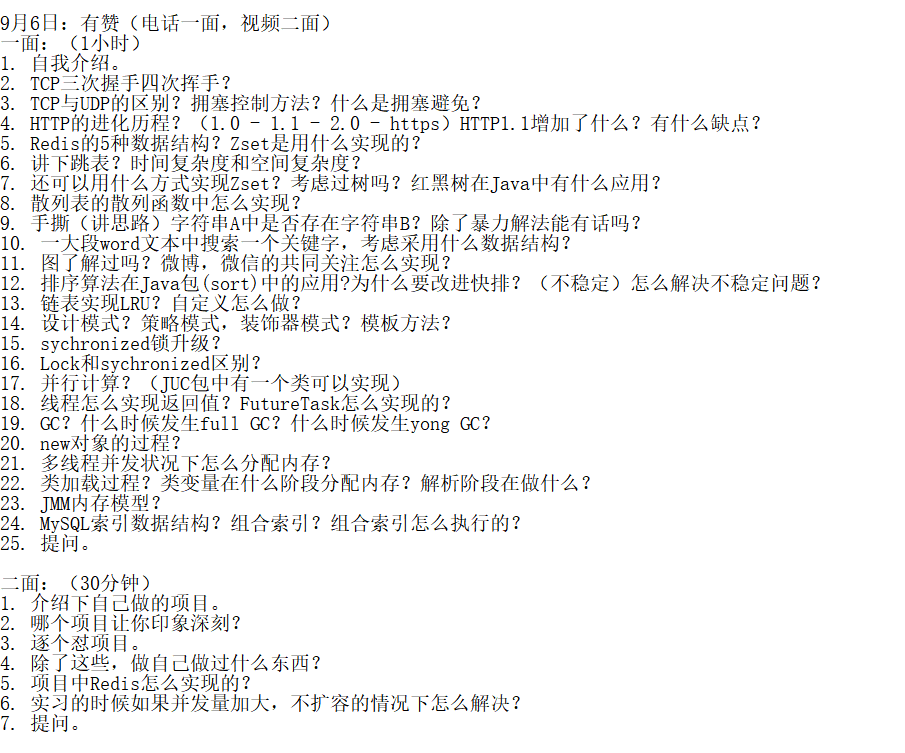 9月6日：有赞（电话一面，视频二面）
一面：（1小时）
1. 自我介绍。
2. TCP三次握手四次挥手？
3. TCP与UDP的区别？拥塞控制方法？什么是拥塞避免？
4. HTTP的进化历程？（1.0 - 1.1 - 2.0 - https）HTTP1.1增加了什么？有什么缺点？
5. Redis的5种数据结构？Zset是用什么实现的？
6. 讲下跳表？时间复杂度和空间复杂度？
7. 还可以用什么方式实现Zset？考虑过树吗？红黑树在Java中有什么应用？
8. 散列表的散列函数中怎么实现？
9. 手撕（讲思路）字符串A中是否存在字符串B？除了暴力解法能有话吗？
10. 一大段word文本中搜索一个关键字，考虑采用什么数据结构？
11. 图了解过吗？微博，微信的共同关注怎么实现？
12. 排序算法在Java包(sort)中的应用?为什么要改进快排？（不稳定）怎么解决不稳定问题？
13. 链表实现LRU？自定义怎么做？
14. 设计模式？策略模式，装饰器模式？模板方法？
15. sychronized锁升级？
16. Lock和sychronized区别？
17. 并行计算？（JUC包中有一个类可以实现）
18. 线程怎么实现返回值？FutureTask怎么实现的？
19. GC？什么时候发生full GC？什么时候发生yong GC？
20. new对象的过程？
21. 多线程并发状况下怎么分配内存？
22. 类加载过程？类变量在什么阶段分配内存？解析阶段在做什么？
23. JMM内存模型？
24. MySQL索引数据结构？组合索引？组合索引怎么执行的？
25. 提问。
二面：（30分钟）
1. 介绍下自己做的项目。
2. 哪个项目让你印象深刻？
3. 逐个怼项目。
4. 除了这些，做自己做过什么东西？
5. 项目中Redis怎么实现的？
6. 实习的时候如果并发量加大，不扩容的情况下怎么解决？
7. 提问。